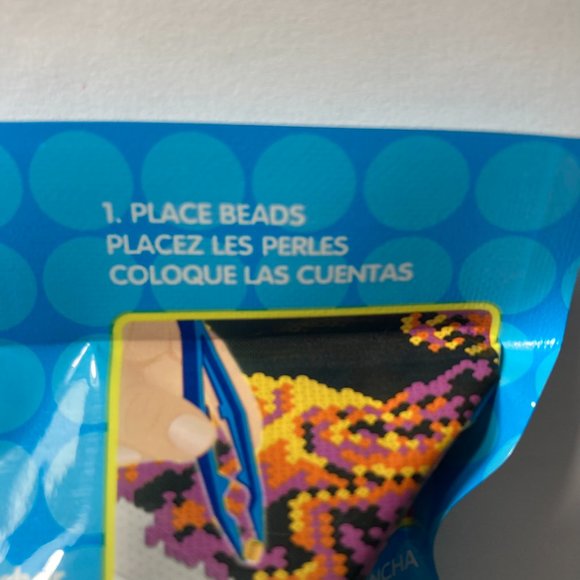 1. PLACE BEADS
PLACEZ LES PERLES
COLOQUE LAS CUENTAS